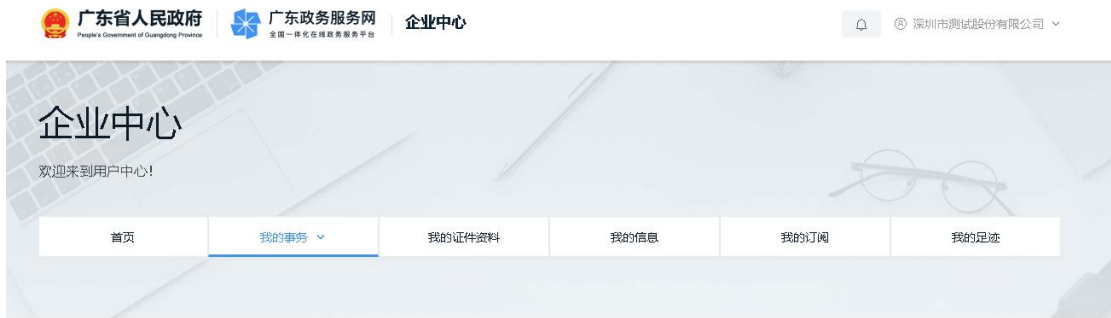 广东省人民政府
People's Government of Guangdong Province
广东政务服务网
全国一体化在线政务服务平台
企业中心
深圳市测试股份有限公司
企业中心
欢迎来到用户中心!
首页 我的事务 我的证件资料 我的信息 我的订阅 我的足迹